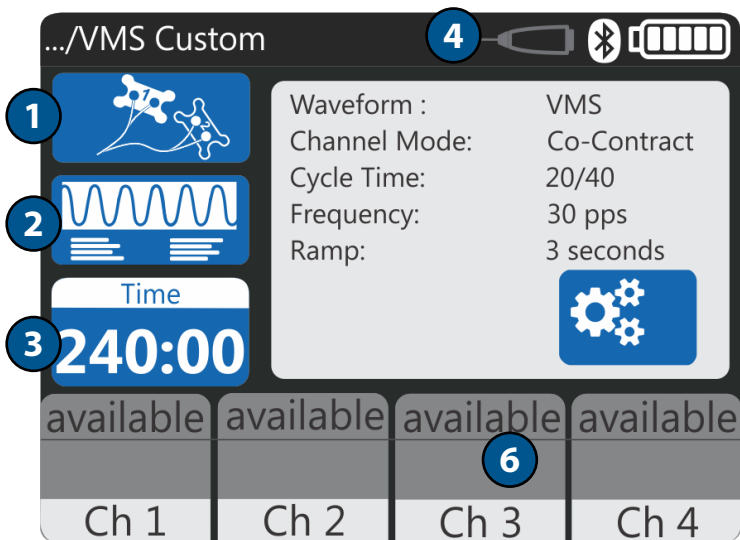 .../VMS Custom
4
1
1
2
2
Time
3
240:00
Waveform : VMS
Channel Mode: Co-Contract
Cycle Time: 20/40
Frequency: 30 pps
Ramp: 3 seconds
available available available available
6
Ch 1 Ch 2 Ch 3 Ch 4